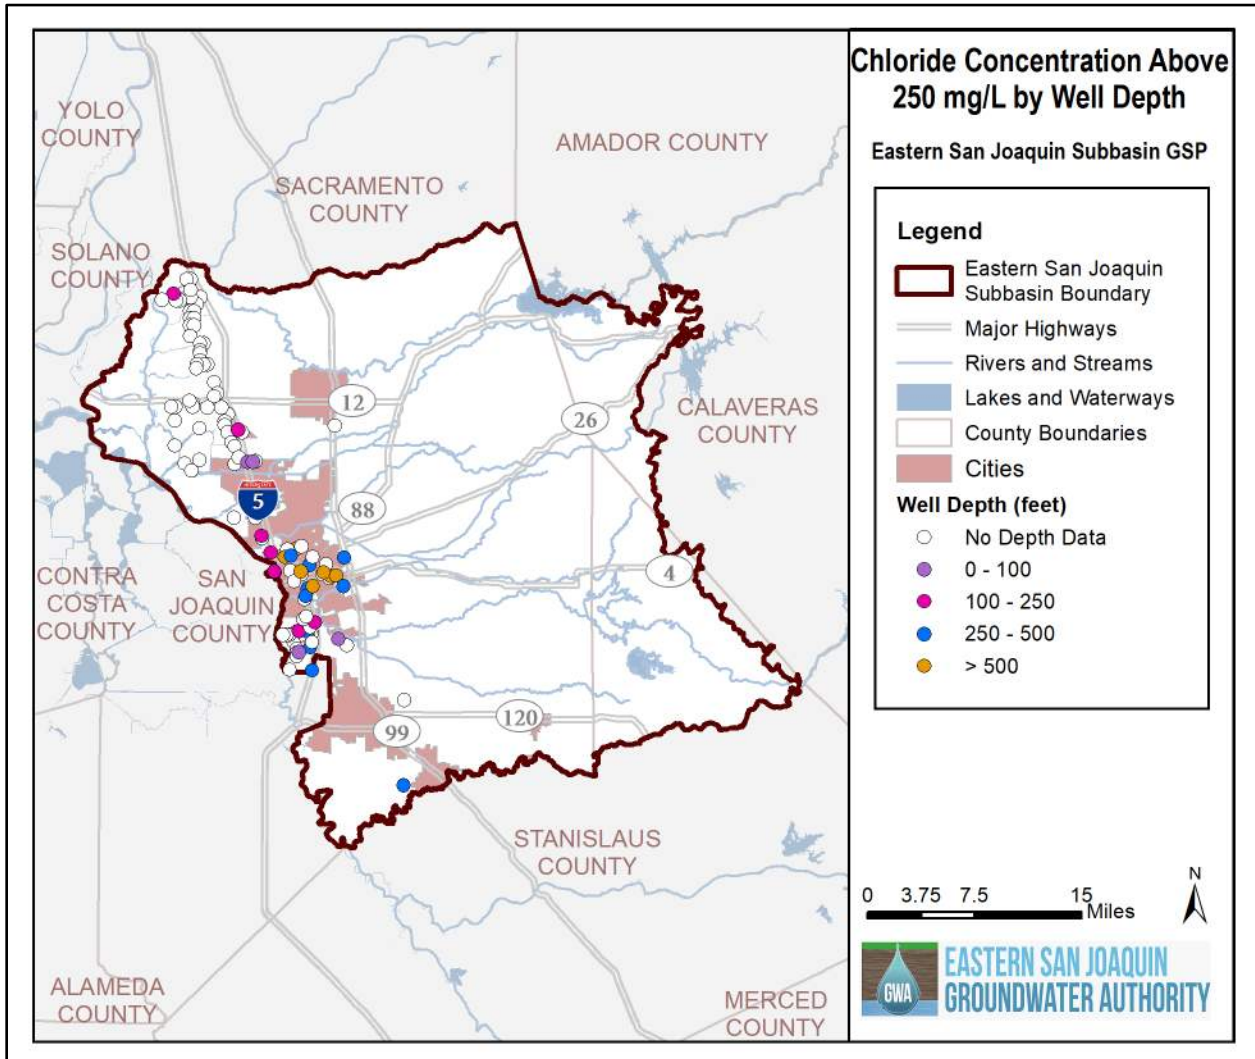 YOLO
COUNTY
AMADOR COUNTY
SACRAMENTO
COUNTY
SOLANO
COUNTY
12
26
CALAVERAS
COUNTY
5
88
4
CONTRA
COSTA
COUNTY
SAN
JOAQUIN
COUNTY
120
99
STANISLAUS
COUNTY
ALAMEDA
COUNTY
MERCED
COUNTY
Chloride Concentration Above
250 mg/L by Well Depth
Eastern San Joaquin Subbasin GSP
Legend
Eastern San Joaquin
Subbasin Boundary
Major Highways
Rivers and Streams
Lakes and Waterways
County Boundaries
Cities
Well Depth (feet)
No Depth Data
0 - 100
100 - 250
250 - 500
> 500
N
0 3.75 7.5 15
Miles
GWA
EASTERN SAN JOAQUIN
GROUNDWATER AUTHORITY